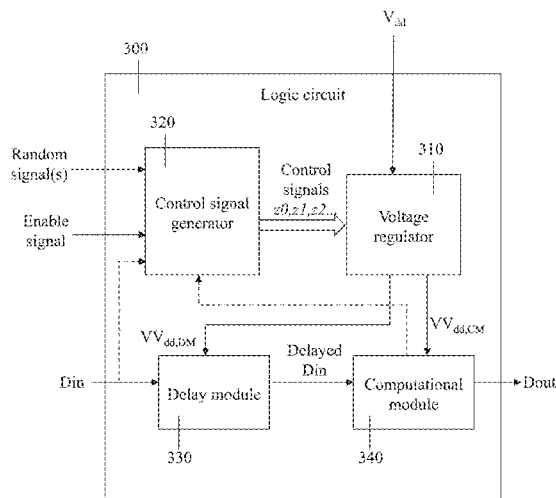 V_dd
300
Logic circuit
320
310
Random
signal(s)
Control
signals
z0,z1,z2...
Control signal
generator
Voltage
regulator
Enable
signal
VV_dd,DM
VV_dd,CM
Delayed
Din
Din
Delay module
Computational
module
Dout
330
340